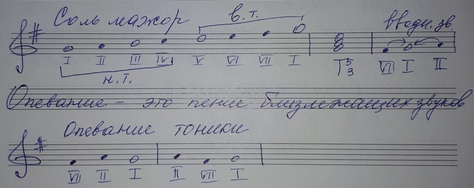 Соль мажор в.т. вводн. зв
I II III IV V VI VII I T 5 3 VII I II
н.т.
Опевание - это пение близлежащих звуков
Опевание тоники
VII II I II VII I